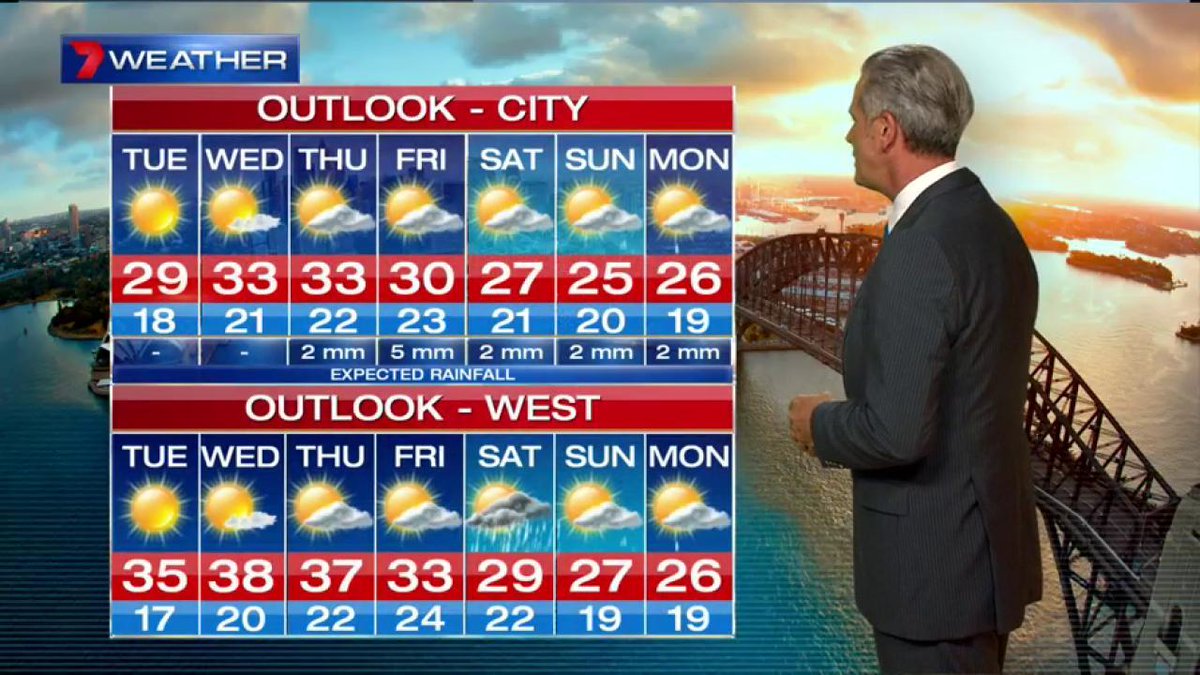 7 WEATHER
OUTLOOK - CITY
TUE WED THU FRI SAT SUN MON
29 33 33 30 27 25 26
18 21 22 23 21 20 19
- - 2 mm 5 mm 2 mm 2 mm 2 mm
EXPECTED RAINFALL
OUTLOOK - WEST
TUE WED THU FRI SAT SUN MON
35 38 37 33 29 27 26
17 20 22 24 22 19 19